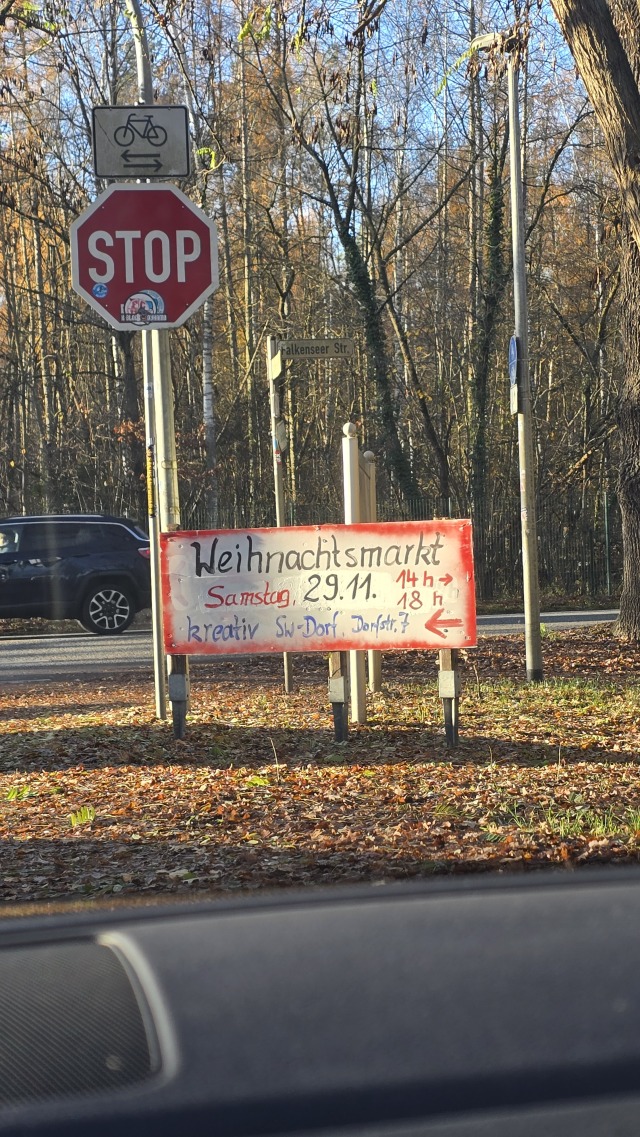 STOP
Falkenseer Str.
Weihnachtsmarkt
Samstag, 29.11. 14 h →
18 h
kreativ Sw-Dorf, Dorfstr. 7 ←